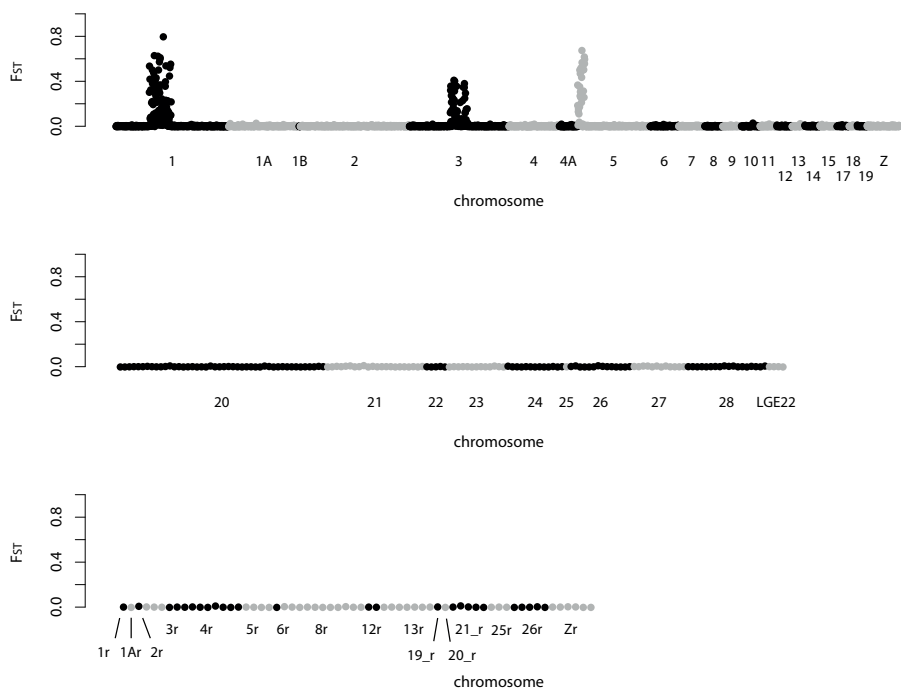 FST
0.8
0.4
0.0
1 1A 1B 2 3 4 4A 5 6 7 8 9 10 11 13 15 18 Z
12 14 17 19
chromosome
FST
0.8
0.4
0.0
20 21 22 23 24 25 26 27 28 LGE22
chromosome
FST
0.8
0.4
0.0
3r 4r 5r 6r 8r 12r 13r 21_r 25r 26r Zr
1r 1Ar 2r 19_r 20_r
chromosome